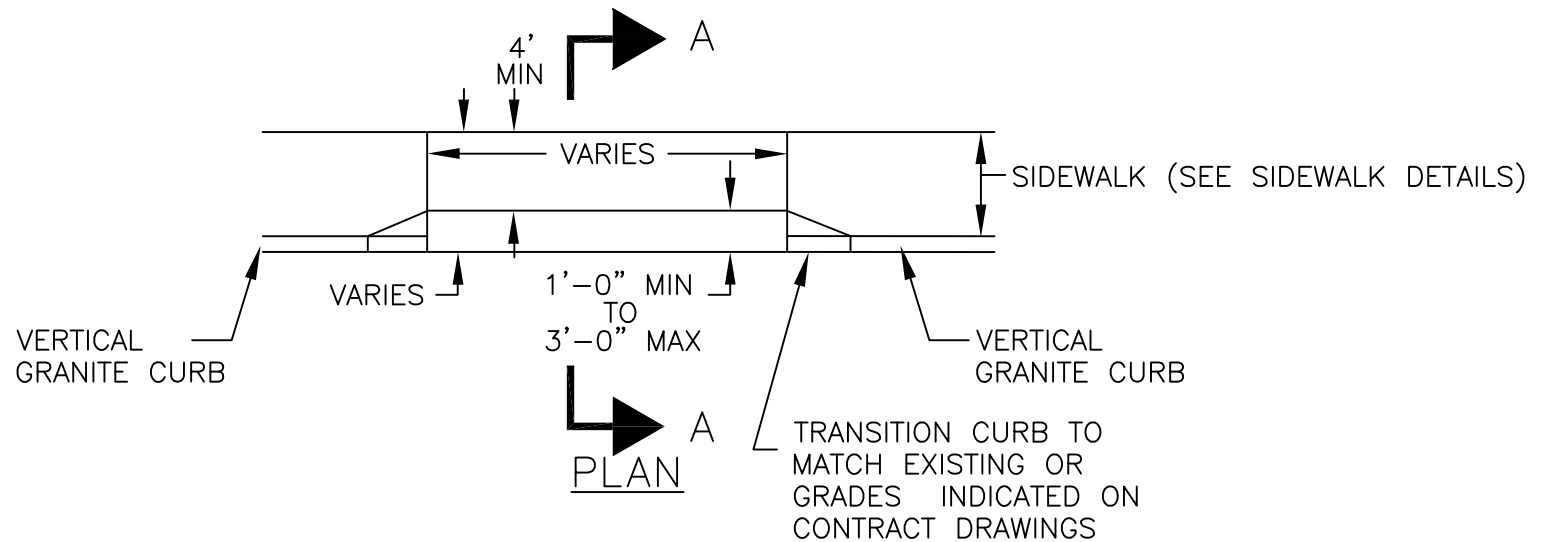 A
4'
MIN
VARIES
SIDEWALK (SEE SIDEWALK DETAILS)
VARIES
1'-0" MIN
TO
3'-0" MAX
VERTICAL
GRANITE CURB
VERTICAL
GRANITE CURB
A
TRANSITION CURB TO
MATCH EXISTING OR
GRADES INDICATED ON
CONTRACT DRAWINGS
PLAN